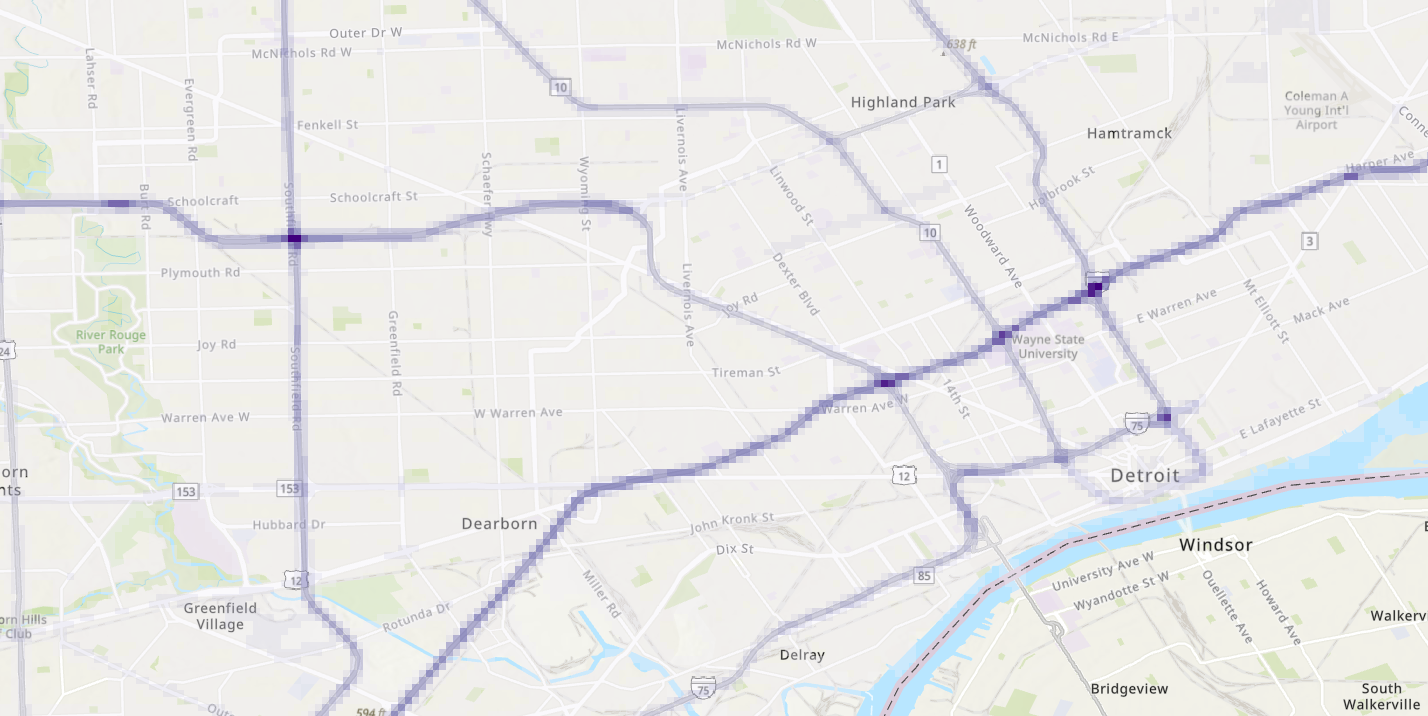 Outer Dr W
McNichols Rd W
McNichols Rd W
McNichols Rd E
638 ft
Lahser Rd
Evergreen Rd
10
Highland Park
Coleman A
Young Int'l
Airport
Fenkell St
Livernois Ave
Hamtramck
Schaefer Hwy
Wyoming St
Linwood St
1
Harper Ave
Burt Rd
Schoolcraft
Schoolcraft St
Holbrook St
Woodward Ave
10
3
Plymouth Rd
Livernois Ave
Dexter Blvd
Joy Rd
E Warren Ave
Mt Elliott St
Mack Ave
River Rouge
Park
Joy Rd
Greenfield Rd
Southfield Rd
Wayne State
University
24
Tireman St
14th St
Warren Ave W
W Warren Ave
Warren Ave W
75
E Lafayette St
12
Detroit
153
153
Hubbard Dr
Dearborn
John Kronk St
Dix St
Windsor
12
85
University Ave W
Wyandotte St W
Ouellette Ave
Howard Ave
Greenfield
Village
Rotunda Dr
Miller Rd
Club
Delray
75
594 ft
Bridgeview
South
Walkerville